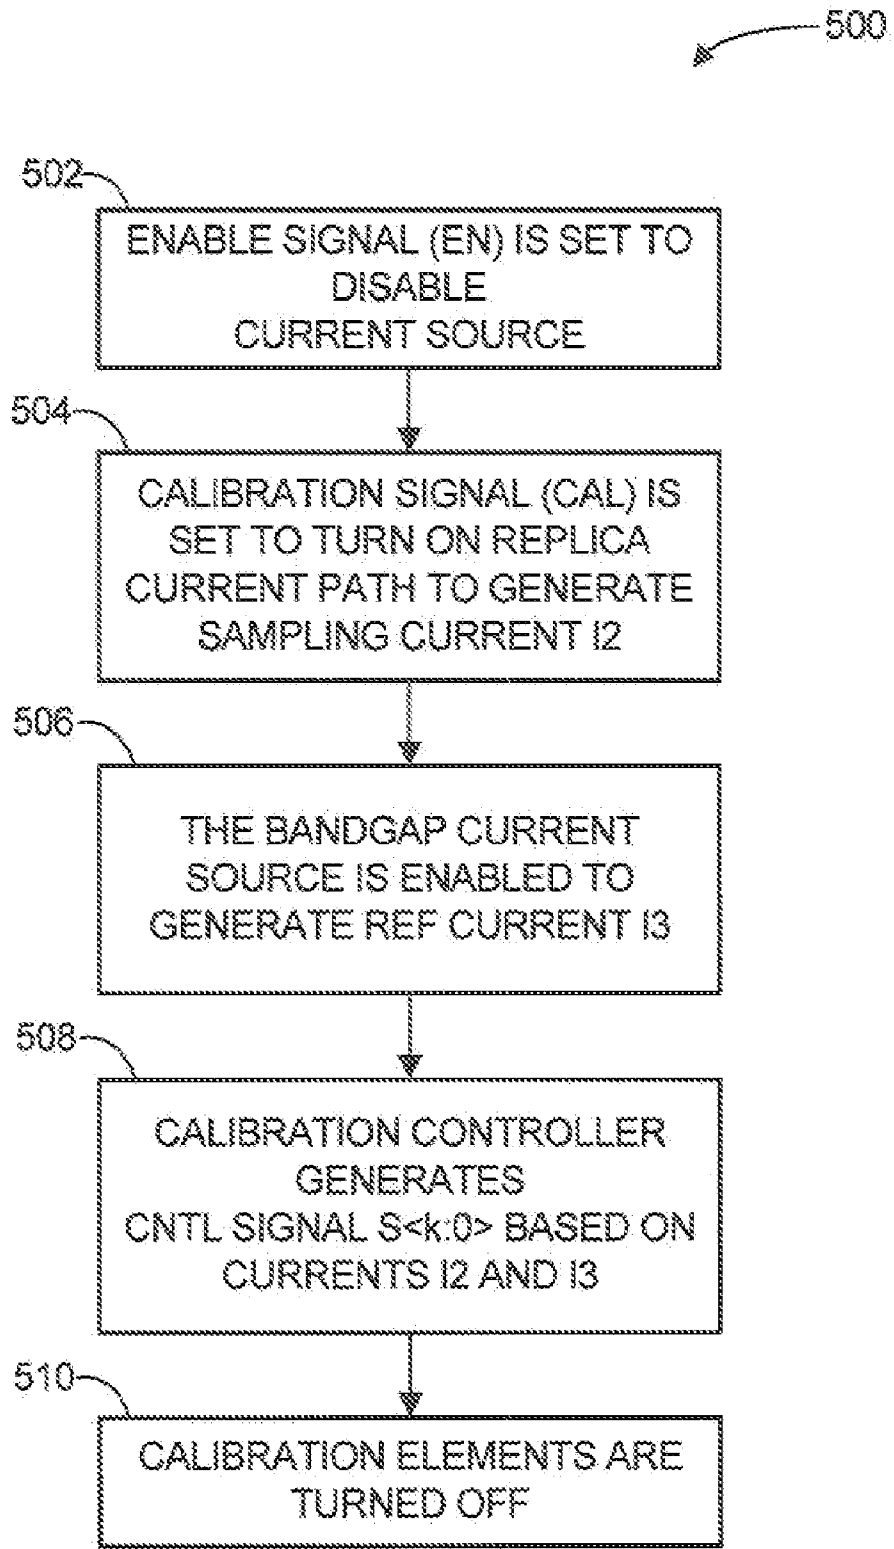 500
502
ENABLE SIGNAL (EN) IS SET TO
DISABLE
CURRENT SOURCE
504
CALIBRATION SIGNAL (CAL) IS
SET TO TURN ON REPLICA
CURRENT PATH TO GENERATE
SAMPLING CURRENT I2
506
THE BANDGAP CURRENT
SOURCE IS ENABLED TO
GENERATE REF CURRENT I3
508
CALIBRATION CONTROLLER
GENERATES
CNTL SIGNAL S<k:0> BASED ON
CURRENTS I2 AND I3
510
CALIBRATION ELEMENTS ARE
TURNED OFF